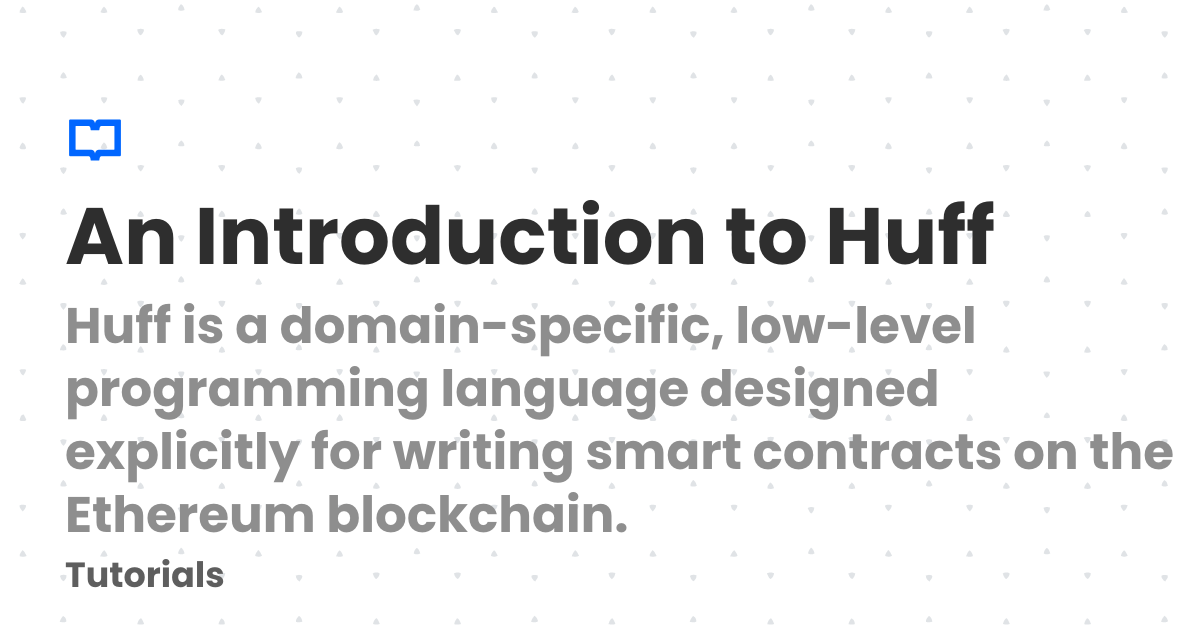 An Introduction to Huff
Huff is a domain-specific, low-level
programming language designed
explicitly for writing smart contracts on the
Ethereum blockchain.
Tutorials